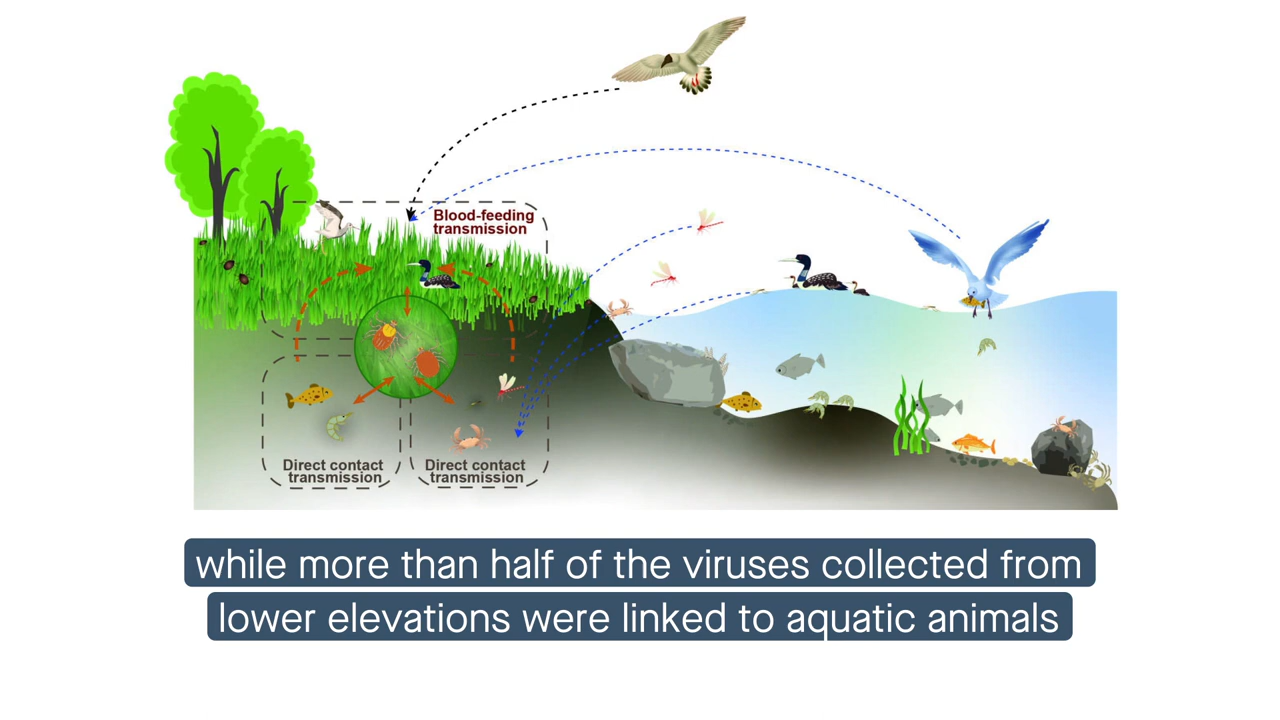 Blood-feeding
transmission
Direct contact
transmission
Direct contact
transmission
while more than half of the viruses collected from
lower elevations were linked to aquatic animals